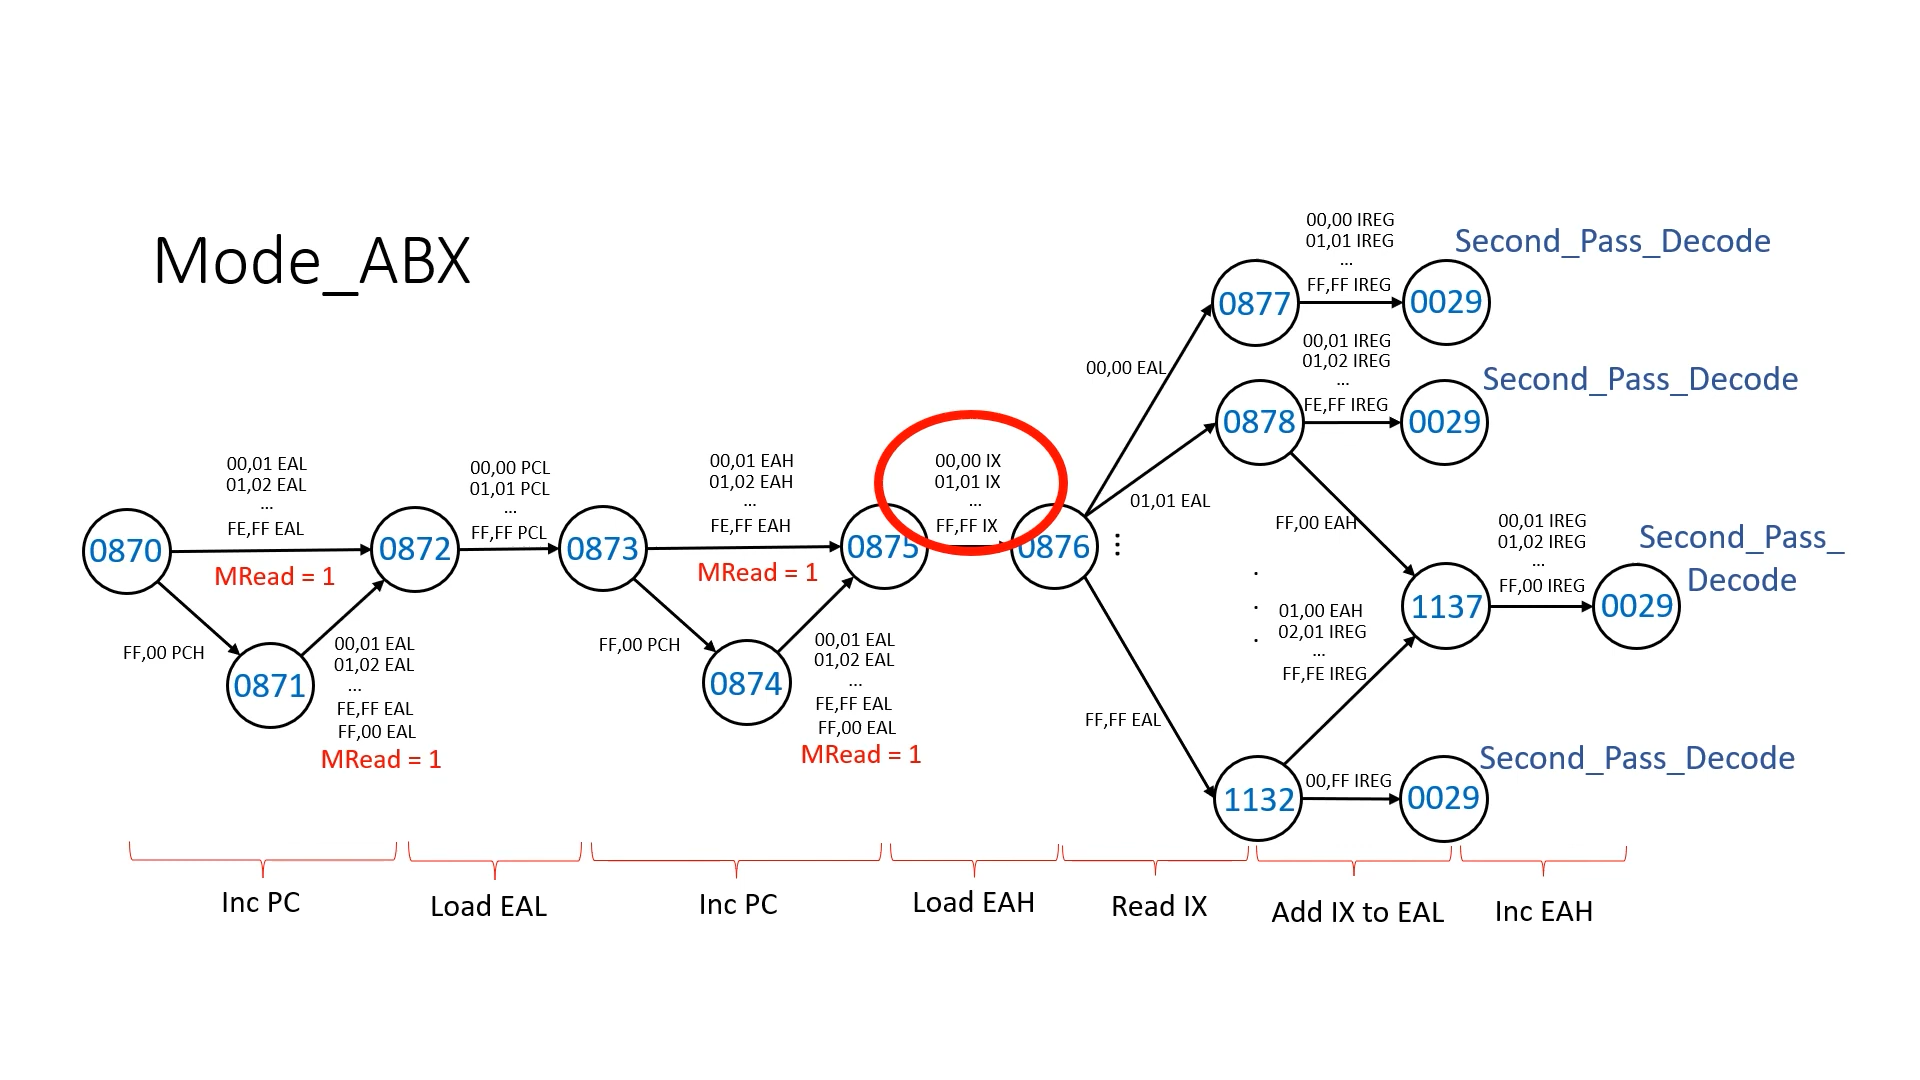 Mode_ABX
0870
00,01 EAL
01,02 EAL
...
FE,FF EAL
MRead = 1
FF,00 PCH
0871
00,01 EAL
01,02 EAL
...
FE,FF EAL
FF,00 EAL
MRead = 1
0872
00,00 PCL
01,01 PCL
...
FF,FF PCL
0873
00,01 EAH
01,02 EAH
...
FE,FF EAH
MRead = 1
FF,00 PCH
0874
00,01 EAL
01,02 EAL
...
FE,FF EAL
FF,00 EAL
MRead = 1
0875
00,00 IX
01,01 IX
...
FF,FF IX
0876
00,00 EAL
01,01 EAL
FF,FF EAL
0877
00,00 IREG
01,01 IREG
...
FF,FF IREG
0029
Second_Pass_Decode
0878
00,01 IREG
01,02 IREG
...
FE,FF IREG
0029
Second_Pass_Decode
FF,00 EAH
01,00 EAH
02,01 IREG
...
FF,FE IREG
1137
00,01 IREG
01,02 IREG
...
FF,00 IREG
0029
Second_Pass_
Decode
1132
00,FF IREG
0029
Second_Pass_Decode
Inc PC
Load EAL
Inc PC
Load EAH
Read IX
Add IX to EAL
Inc EAH